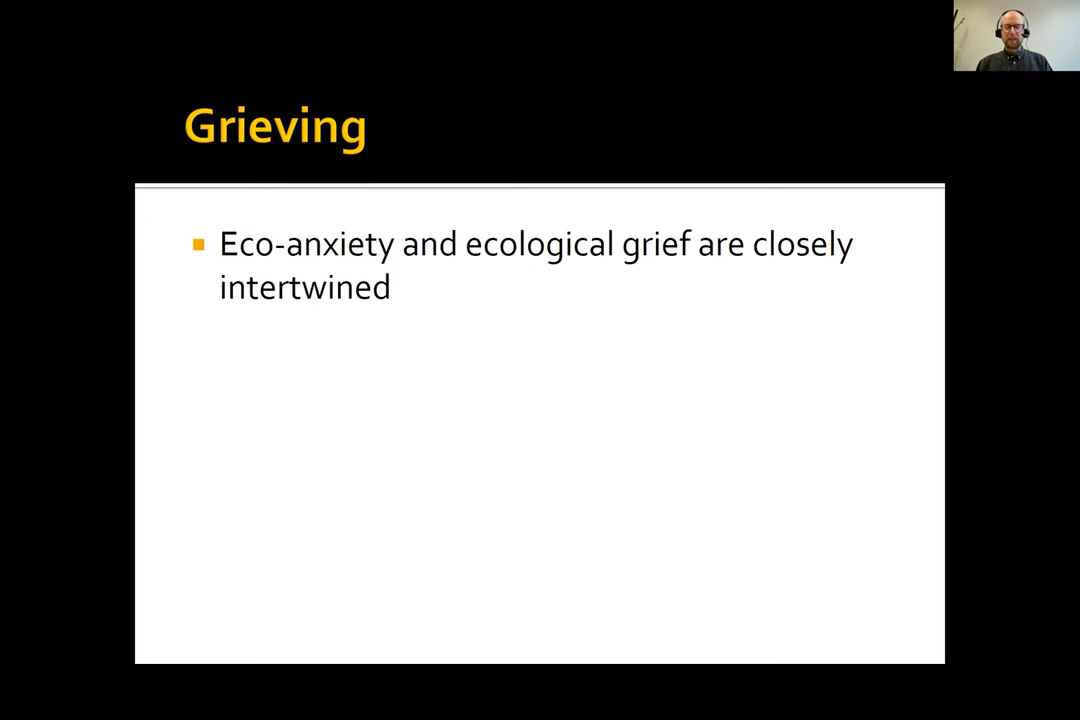 Grieving
Eco-anxiety and ecological grief are closely
intertwined